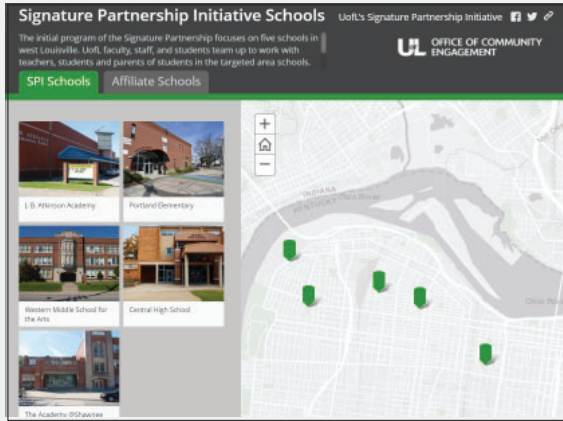 Signature Partnership Initiative Schools
UofL's Signature Partnership Initiative
The initial program of the Signature Partnership focuses on five schools in
west Louisville. UofL, faculty, staff, and students team up to work with
teachers, students and parents of students in the targeted area schools.
UL OFFICE OF COMMUNITY
ENGAGEMENT
SPI Schools
Affiliate Schools
J. B. Atkinson Academy
Portland Elementary
Western Middle School for
the Arts
Central High School
The Academy @Shawnee
+
−
INDIANA
KENTUCKY
Ohio River